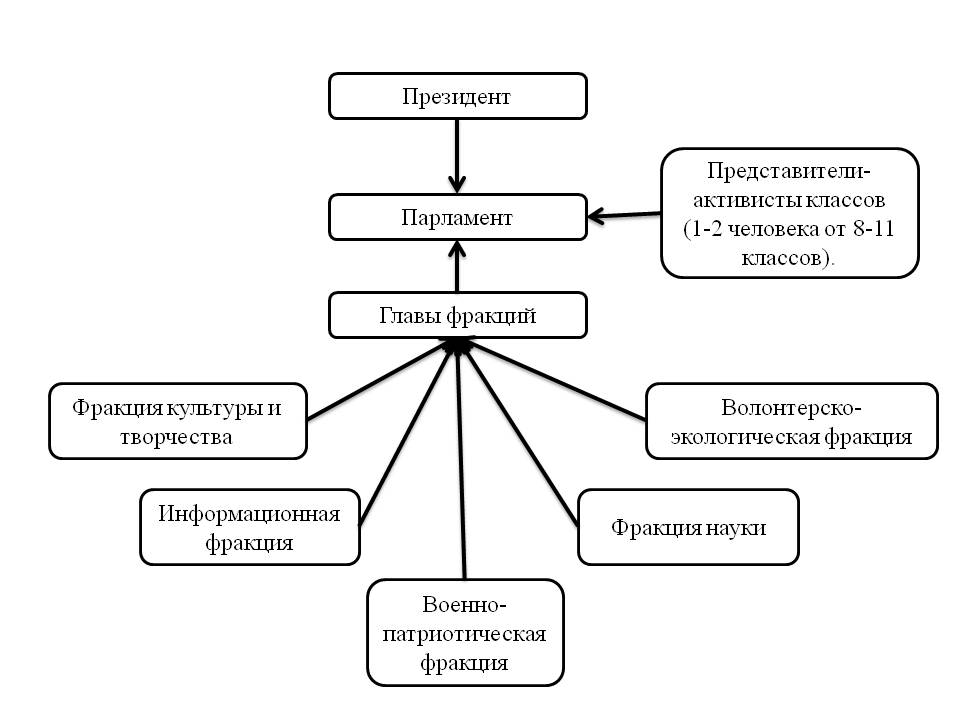 Президент
Парламент
Представители-
активисты классов
(1-2 человека от 8-11
классов).
Главы фракций
Фракция культуры и
творчества
Волонтерско-
экологическая фракция
Информационная
фракция
Фракция науки
Военно-
патриотическая
фракция